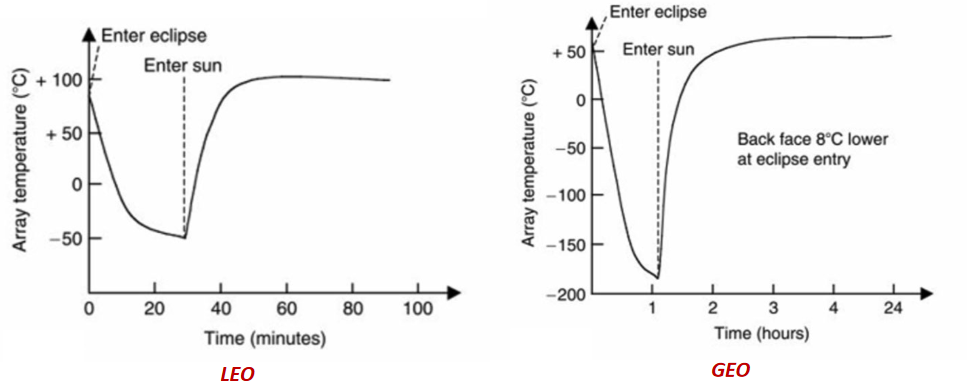 Enter eclipse
Enter sun
+ 100
+ 50
0
−50
Array temperature (°C)
0 20 40 60 80 100
Time (minutes)
LEO
Enter eclipse
Enter sun
+ 50
0
−50
−100
−150
−200
Array temperature (°C)
Back face 8°C lower
at eclipse entry
1 2 3 4 24
Time (hours)
GEO